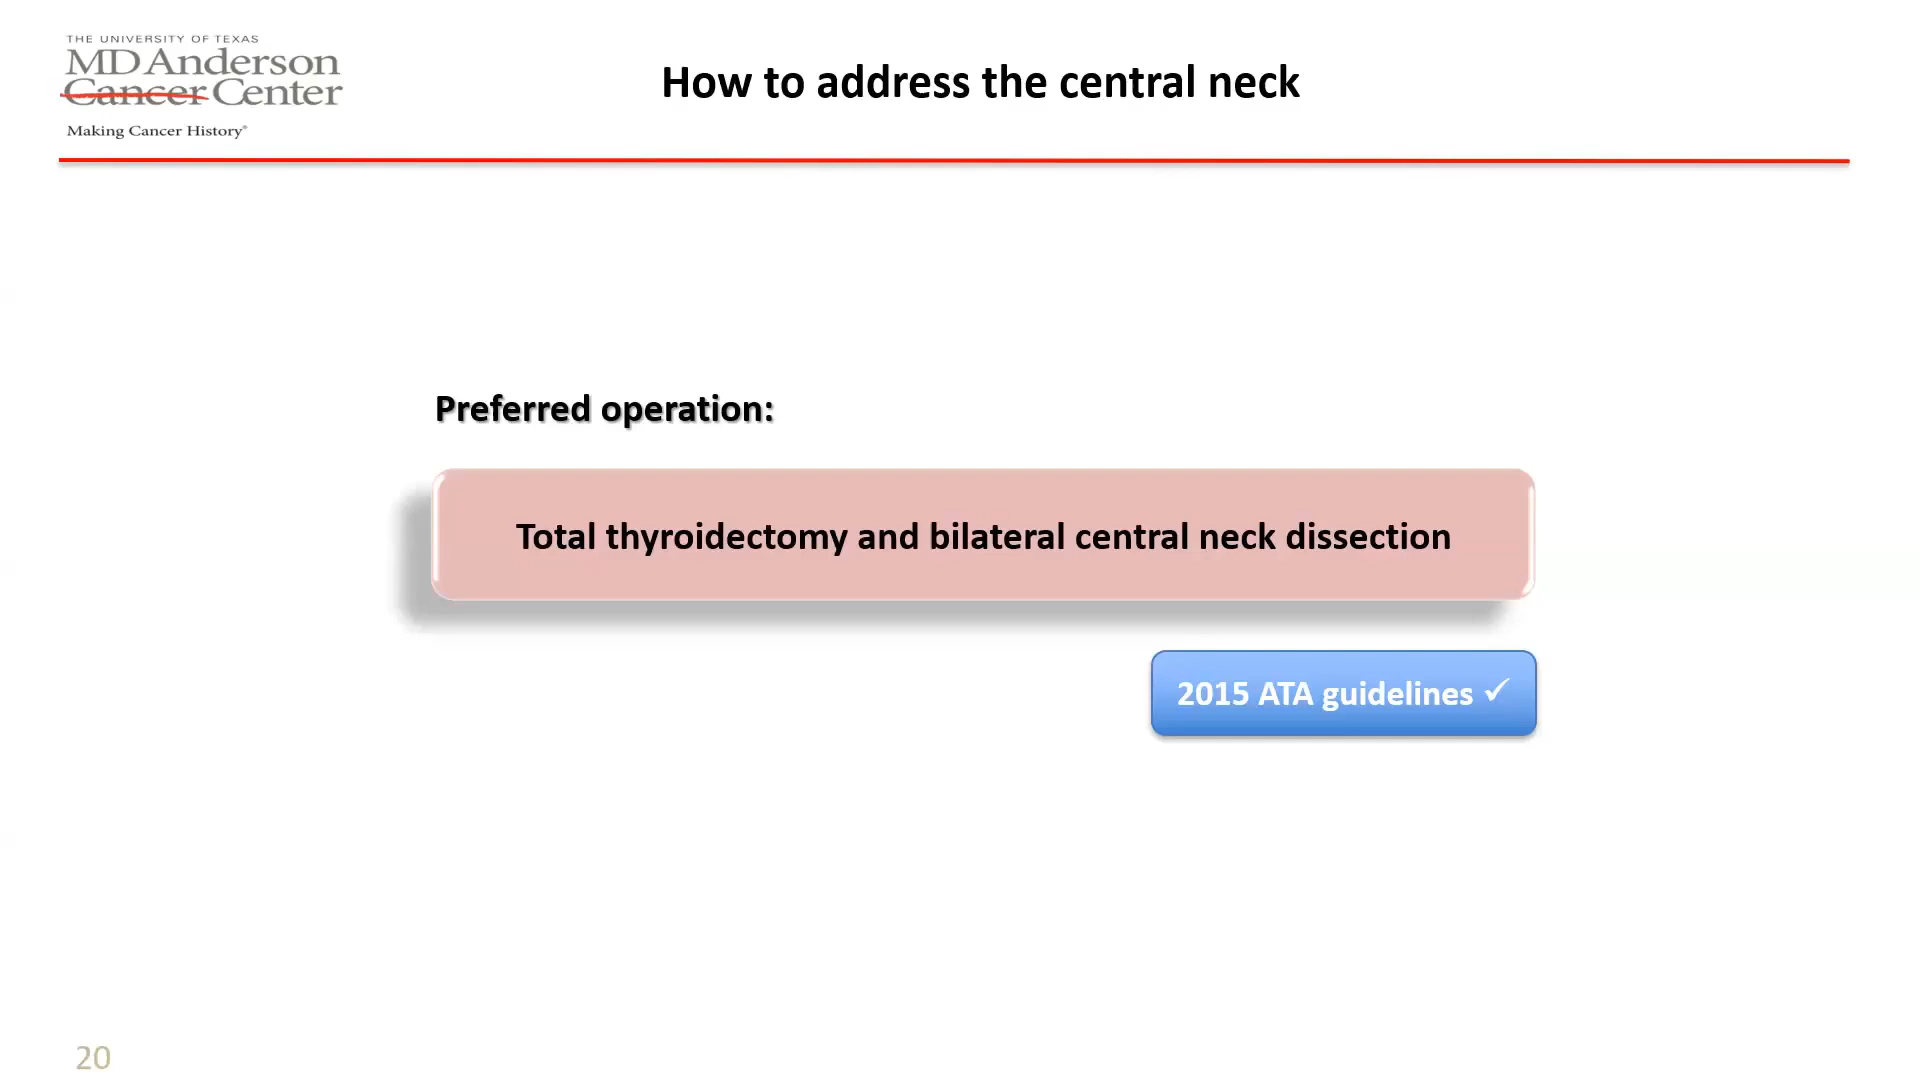 THE UNIVERSITY OF TEXAS
MD Anderson
Cancer Center
Making Cancer History®
How to address the central neck
Preferred operation:
Total thyroidectomy and bilateral central neck dissection
2015 ATA guidelines ✓
20